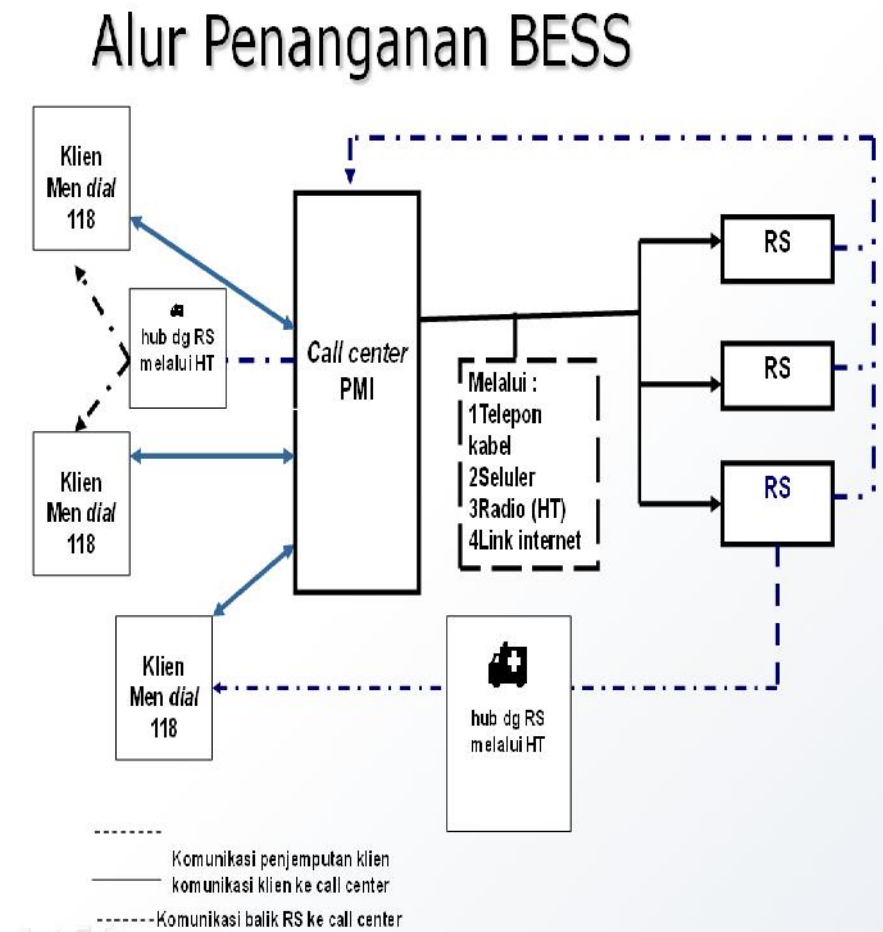 Alur Penanganan BESS
Klien
Men dial
118
hub dg RS
melalui HT
Klien
Men dial
118
Klien
Men dial
118
Call center
PMI
Melalui :
1Telepon
kabel
2Seluler
3Radio (HT)
4Link internet
RS
RS
RS
hub dg RS
melalui HT
Komunikasi penjemputan klien
komunikasi klien ke call center
Komunikasi balik RS ke call center